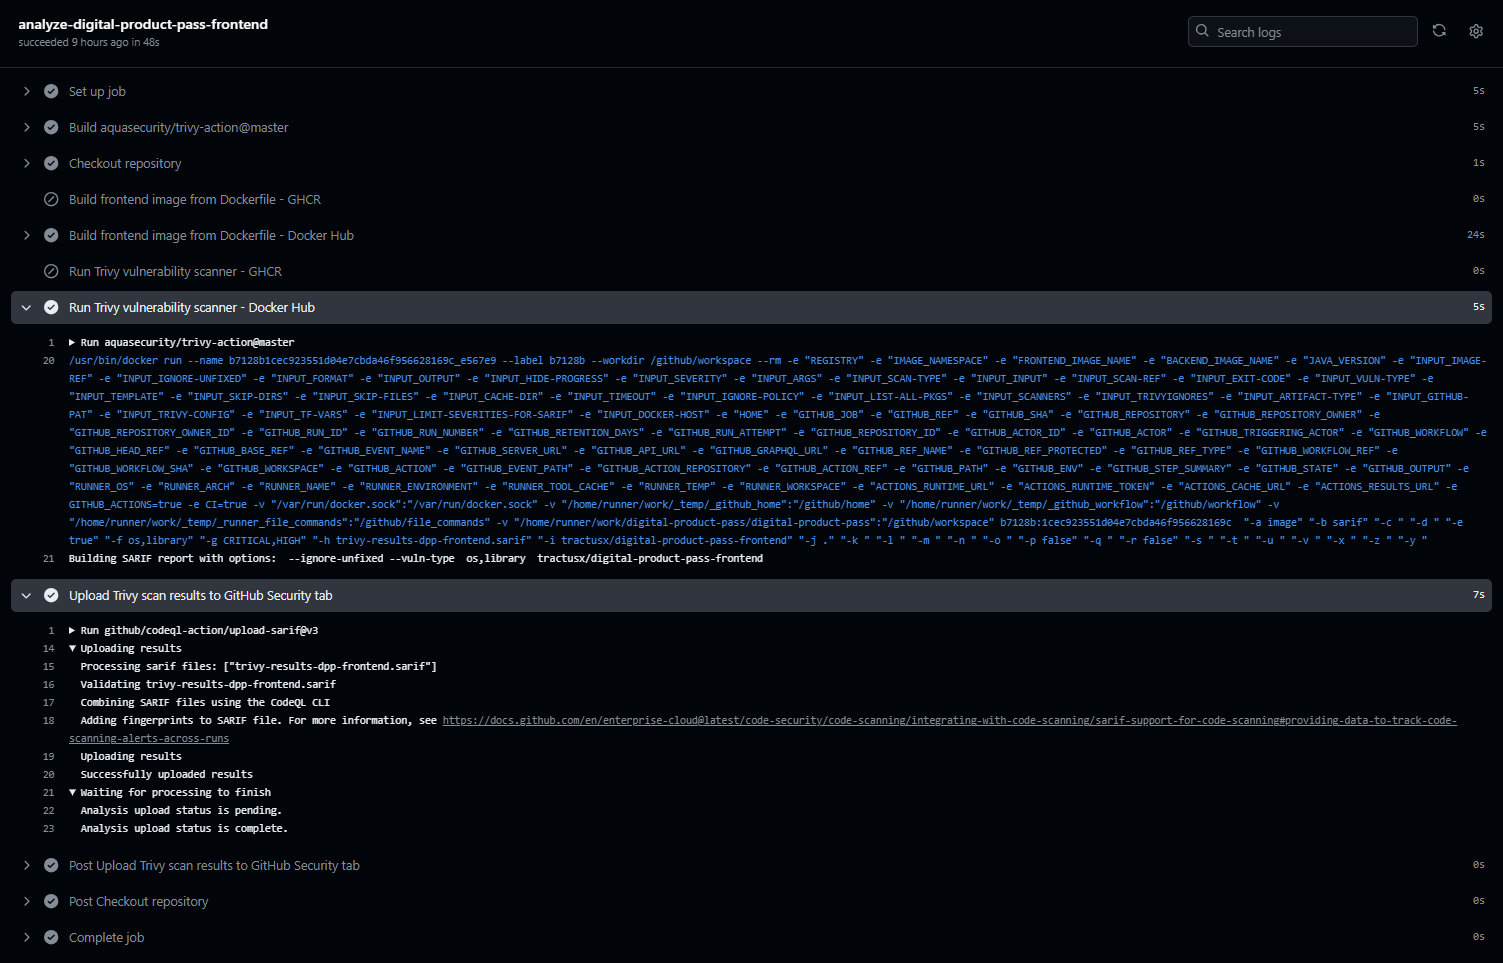 analyze-digital-product-pass-frontend
succeeded 9 hours ago in 48s
Search logs
Set up job 5s
Build aquasecurity/trivy-action@master 5s
Checkout repository 1s
Build frontend image from Dockerfile - GHCR 0s
Build frontend image from Dockerfile - Docker Hub 24s
Run Trivy vulnerability scanner - GHCR 0s
Run Trivy vulnerability scanner - Docker Hub 5s
1 ▶ Run aquasecurity/trivy-action@master
20 /usr/bin/docker run --name b7128b1cec923551d04e7cbda46f956628169c_e567e9 --label b7128b --workdir /github/workspace --rm -e "REGISTRY" -e "IMAGE_NAMESPACE" -e "FRONTEND_IMAGE_NAME" -e "BACKEND_IMAGE_NAME" -e "JAVA_VERSION" -e "INPUT_IMAGE-
REF" -e "INPUT_IGNORE-UNFIXED" -e "INPUT_FORMAT" -e "INPUT_OUTPUT" -e "INPUT_HIDE-PROGRESS" -e "INPUT_SEVERITY" -e "INPUT_ARGS" -e "INPUT_SCAN-TYPE" -e "INPUT_INPUT" -e "INPUT_SCAN-REF" -e "INPUT_EXIT-CODE" -e "INPUT_VULN-TYPE" -e
"INPUT_TEMPLATE" -e "INPUT_SKIP-DIRS" -e "INPUT_SKIP-FILES" -e "INPUT_CACHE-DIR" -e "INPUT_TIMEOUT" -e "INPUT_IGNORE-POLICY" -e "INPUT_LIST-ALL-PKGS" -e "INPUT_SCANNERS" -e "INPUT_TRIVYIGNORES" -e "INPUT_ARTIFACT-TYPE" -e "INPUT_GITHUB-
PAT" -e "INPUT_TRIVY-CONFIG" -e "INPUT_TF-VARS" -e "INPUT_LIMIT-SEVERITIES-FOR-SARIF" -e "INPUT_DOCKER-HOST" -e "HOME" -e "GITHUB_JOB" -e "GITHUB_REF" -e "GITHUB_SHA" -e "GITHUB_REPOSITORY" -e "GITHUB_REPOSITORY_OWNER" -e
"GITHUB_REPOSITORY_OWNER_ID" -e "GITHUB_RUN_ID" -e "GITHUB_RUN_NUMBER" -e "GITHUB_RETENTION_DAYS" -e "GITHUB_RUN_ATTEMPT" -e "GITHUB_REPOSITORY_ID" -e "GITHUB_ACTOR_ID" -e "GITHUB_ACTOR" -e "GITHUB_TRIGGERING_ACTOR" -e "GITHUB_WORKFLOW" -e
"GITHUB_HEAD_REF" -e "GITHUB_BASE_REF" -e "GITHUB_EVENT_NAME" -e "GITHUB_SERVER_URL" -e "GITHUB_API_URL" -e "GITHUB_GRAPHQL_URL" -e "GITHUB_REF_NAME" -e "GITHUB_REF_PROTECTED" -e "GITHUB_REF_TYPE" -e "GITHUB_WORKFLOW_REF" -e
"GITHUB_WORKFLOW_SHA" -e "GITHUB_WORKSPACE" -e "GITHUB_ACTION" -e "GITHUB_EVENT_PATH" -e "GITHUB_ACTION_REPOSITORY" -e "GITHUB_ACTION_REF" -e "GITHUB_PATH" -e "GITHUB_ENV" -e "GITHUB_STEP_SUMMARY" -e "GITHUB_STATE" -e "GITHUB_OUTPUT" -e
"RUNNER_OS" -e "RUNNER_ARCH" -e "RUNNER_NAME" -e "RUNNER_ENVIRONMENT" -e "RUNNER_TOOL_CACHE" -e "RUNNER_TEMP" -e "RUNNER_WORKSPACE" -e "ACTIONS_RUNTIME_URL" -e "ACTIONS_RUNTIME_TOKEN" -e "ACTIONS_CACHE_URL" -e "ACTIONS_RESULTS_URL" -e
GITHUB_ACTIONS=true -e CI=true -v "/var/run/docker.sock":"/var/run/docker.sock" -v "/home/runner/work/_temp/_github_home":"/github/home" -v "/home/runner/work/_temp/_github_workflow":"/github/workflow" -v
"/home/runner/work/_temp/_runner_file_commands":"/github/file_commands" -v "/home/runner/work/digital-product-pass/digital-product-pass":"/github/workspace" b7128b:1cec923551d04e7cbda46f956628169c "-a image" "-b sarif" "-c " "-d " "-e
true" "-f os,library" "-g CRITICAL,HIGH" "-h trivy-results-dpp-frontend.sarif" "-i tractusx/digital-product-pass-frontend" "-j ." "-k " "-l " "-m " "-n " "-o " "-p false" "-q " "-r false" "-s " "-t " "-u " "-v " "-x " "-z " "-y "
21 Building SARIF report with options: --ignore-unfixed --vuln-type os,library tractusx/digital-product-pass-frontend
Upload Trivy scan results to GitHub Security tab 7s
1 ▶ Run github/codeql-action/upload-sarif@v3
14 ▼ Uploading results
15 Processing sarif files: ["trivy-results-dpp-frontend.sarif"]
16 Validating trivy-results-dpp-frontend.sarif
17 Combining SARIF files using the CodeQL CLI
18 Adding fingerprints to SARIF file. For more information, see https://docs.github.com/en/enterprise-cloud@latest/code-security/code-scanning/integrating-with-code-scanning/sarif-support-for-code-scanning#providing-data-to-track-code-
scanning-alerts-across-runs
19 Uploading results
20 Successfully uploaded results
21 ▼ Waiting for processing to finish
22 Analysis upload status is pending.
23 Analysis upload status is complete.
Post Upload Trivy scan results to GitHub Security tab 0s
Post Checkout repository 0s
Complete job 0s